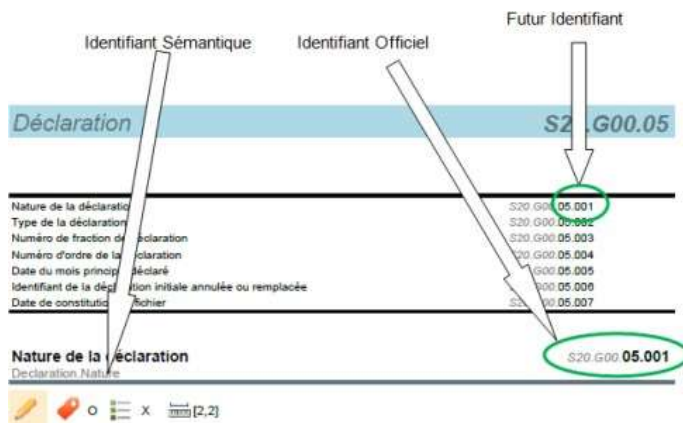 Futur Identifiant
Identifiant Sémantique Identifiant Officiel
Déclaration S20.G00.05
Nature de la déclaration S20.G00.05.001
Type de la déclaration S20.G00.05.002
Numéro de fraction de déclaration S20.G00.05.003
Numéro d'ordre de la déclaration S20.G00.05.004
Date du mois principal déclaré S20.G00.05.005
Identifiant de la déclaration initiale annulée ou remplacée S20.G00.05.006
Date de constitution du fichier S20.G00.05.007
Nature de la déclaration S20.G00.05.001
Declaration.Nature
O X [2,2]